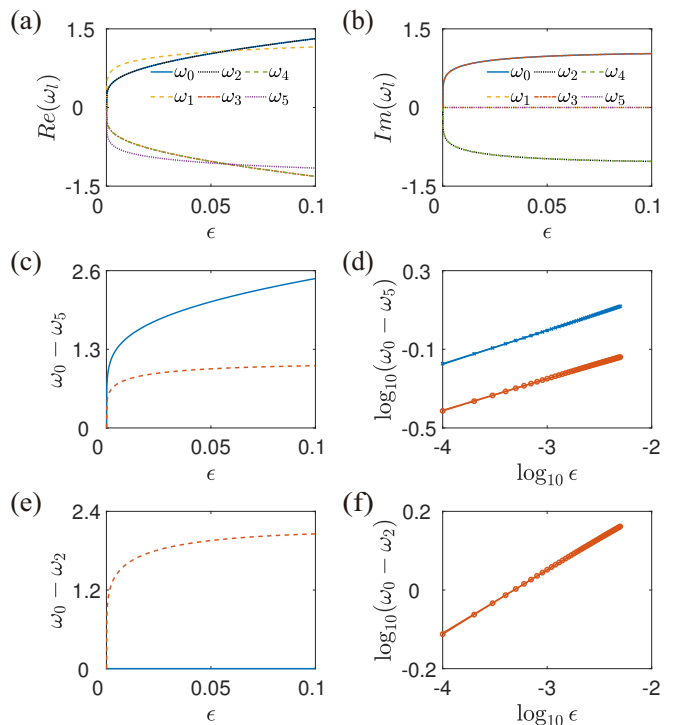 (a)
1.5
0
-1.5
Re(ω_l)
ω_0 ω_2 ω_4
ω_1 ω_3 ω_5
0 0.05 0.1
ϵ
(b)
1.5
0
-1.5
Im(ω_l)
ω_0 ω_2 ω_4
ω_1 ω_3 ω_5
0 0.05 0.1
ϵ
(c)
2.6
1.3
0
ω_0 − ω_5
0 0.05 0.1
ϵ
(d)
0.3
-0.1
-0.5
log_10(ω_0 − ω_5)
-4 -3 -2
log_10 ϵ
(e)
2.4
1.2
0
ω_0 − ω_2
0 0.05 0.1
ϵ
(f)
0.2
0
-0.2
log_10(ω_0 − ω_2)
-4 -3 -2
log_10 ϵ